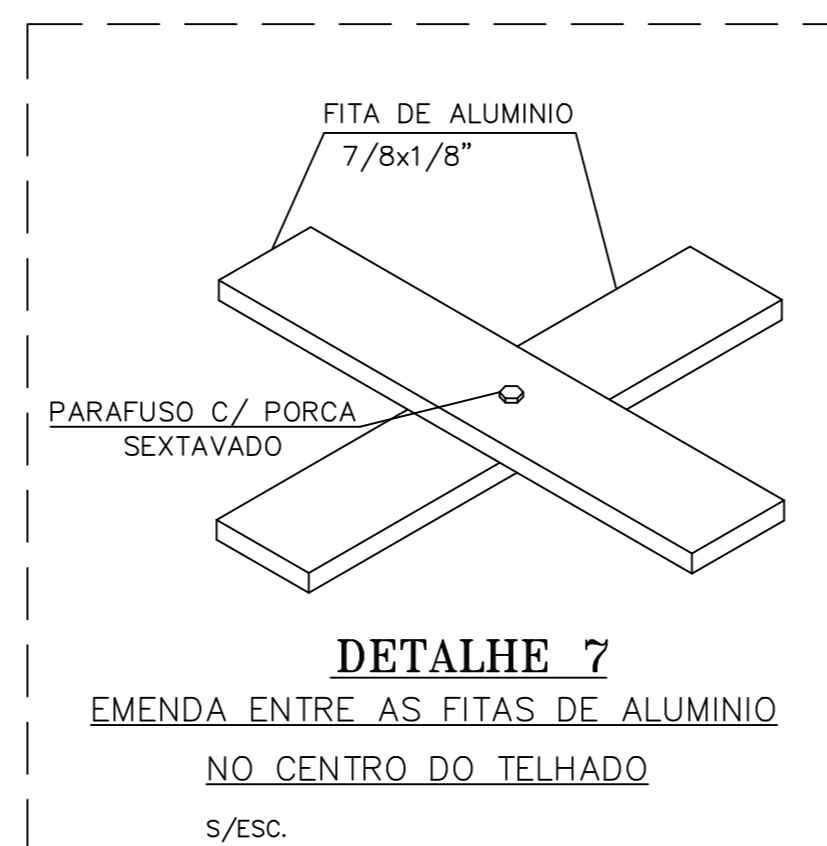 FITA DE ALUMINIO
7/8x1/8”
PARAFUSO C/ PORCA
SEXTAVADO
DETALHE 7
EMENDA ENTRE AS FITAS DE ALUMINIO
NO CENTRO DO TELHADO
S/ESC.